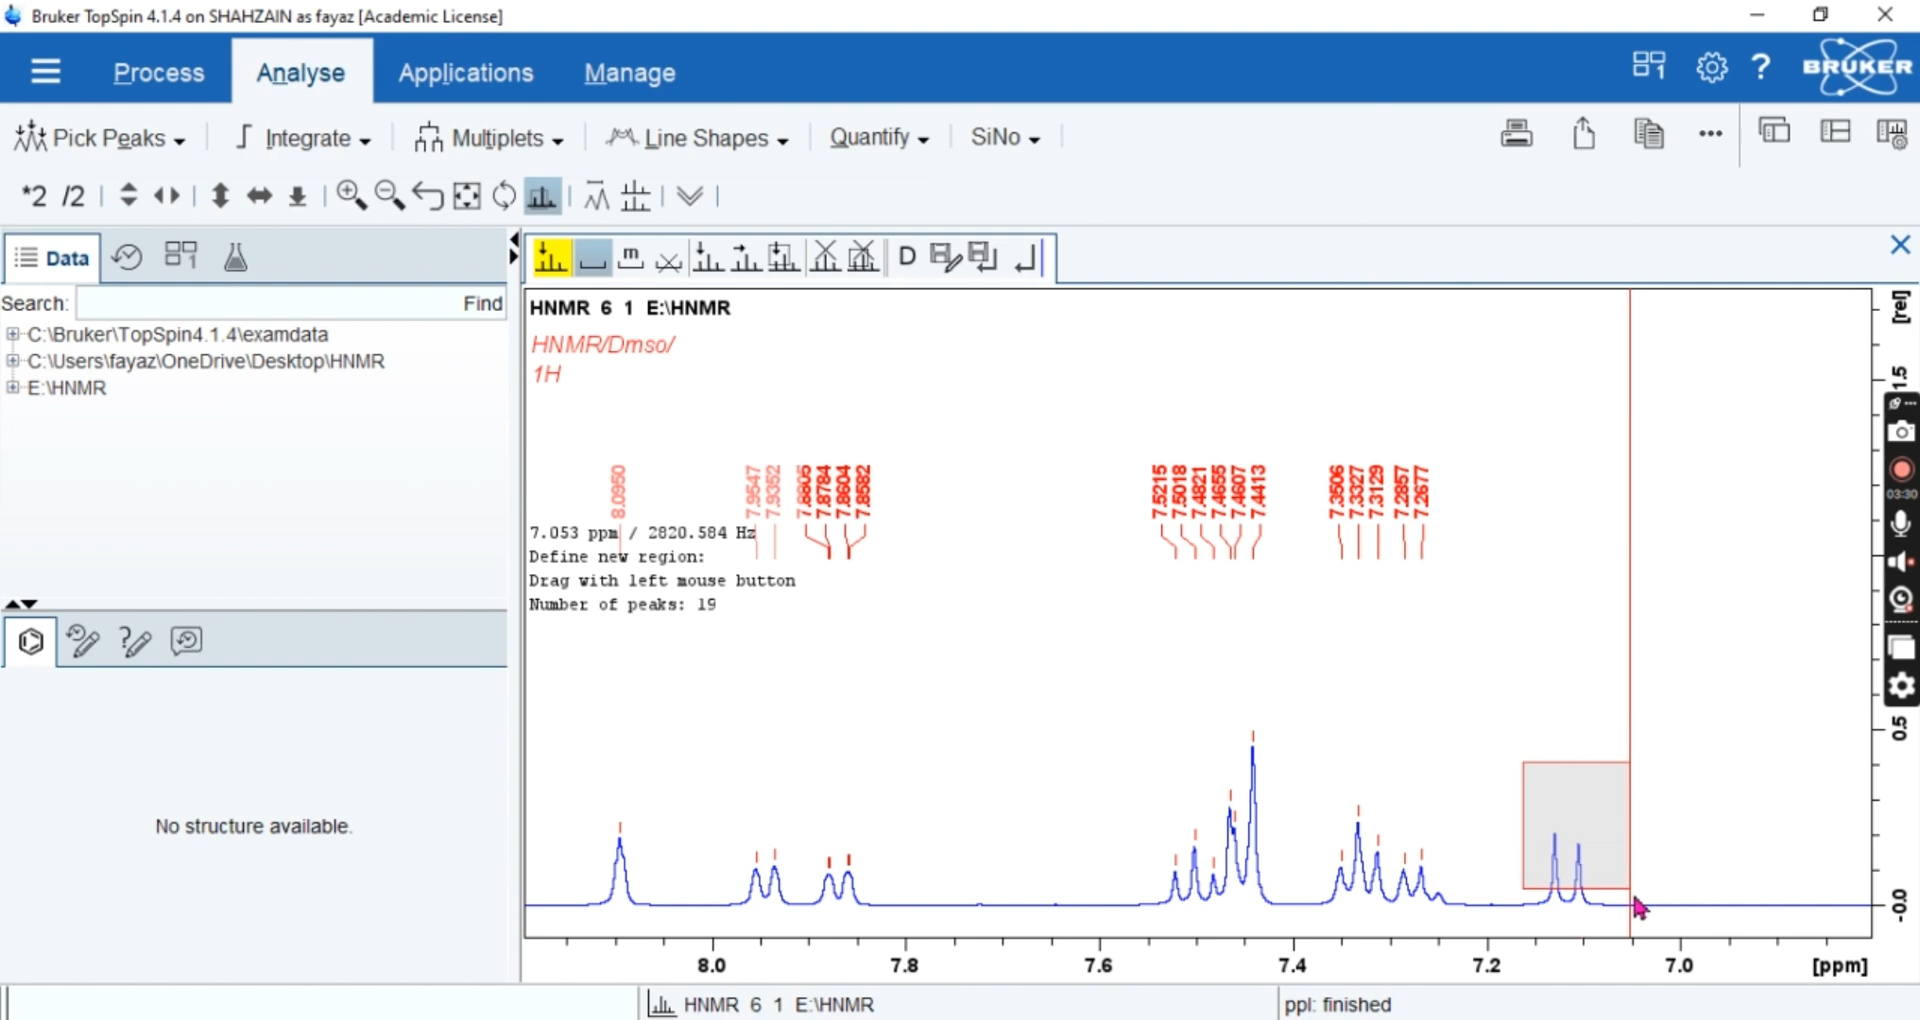 Bruker TopSpin 4.1.4 on SHAHZAIN as fayaz [Academic License]
Process Analyse Applications Manage
1 ? BRUKER
Pick Peaks Integrate Multiplets Line Shapes Quantify SiNo
*2 /2
Data 1
m D
Search: Find
C:\Bruker\TopSpin4.1.4\examdata
C:\Users\fayaz\OneDrive\Desktop\HNMR
E:\HNMR
No structure available.
HNMR 6 1 E:\HNMR
HNMR/Dmso/
1H
[rel]
1.5
0.5
-0.0
8.0950 7.9547 7.9352 7.8805 7.8784 7.8604 7.8582 7.5215 7.5018 7.4821 7.4655 7.4607 7.4413 7.3506 7.3327 7.3129 7.2857 7.2677
7.053 ppm / 2820.584 Hz
Define new region:
Drag with left mouse button
Number of peaks: 19
8.0 7.8 7.6 7.4 7.2 7.0 [ppm]
03:30
HNMR 6 1 E:\HNMR
ppl: finished